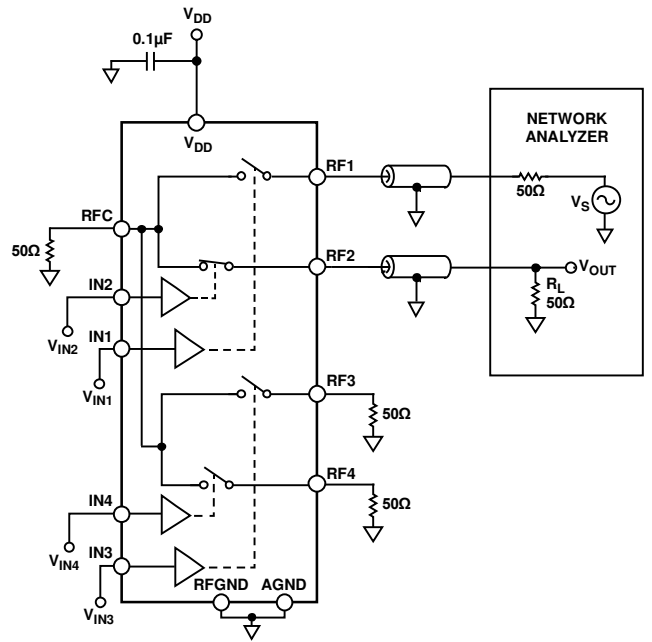 VDD
0.1µF
VDD
NETWORK
ANALYZER
RF1
50Ω
VS
RFC
50Ω
RF2
VOUT
RL
50Ω
IN2
VIN2
IN1
VIN1
RF3
50Ω
RF4
50Ω
IN4
VIN4
IN3
VIN3
RFGND AGND